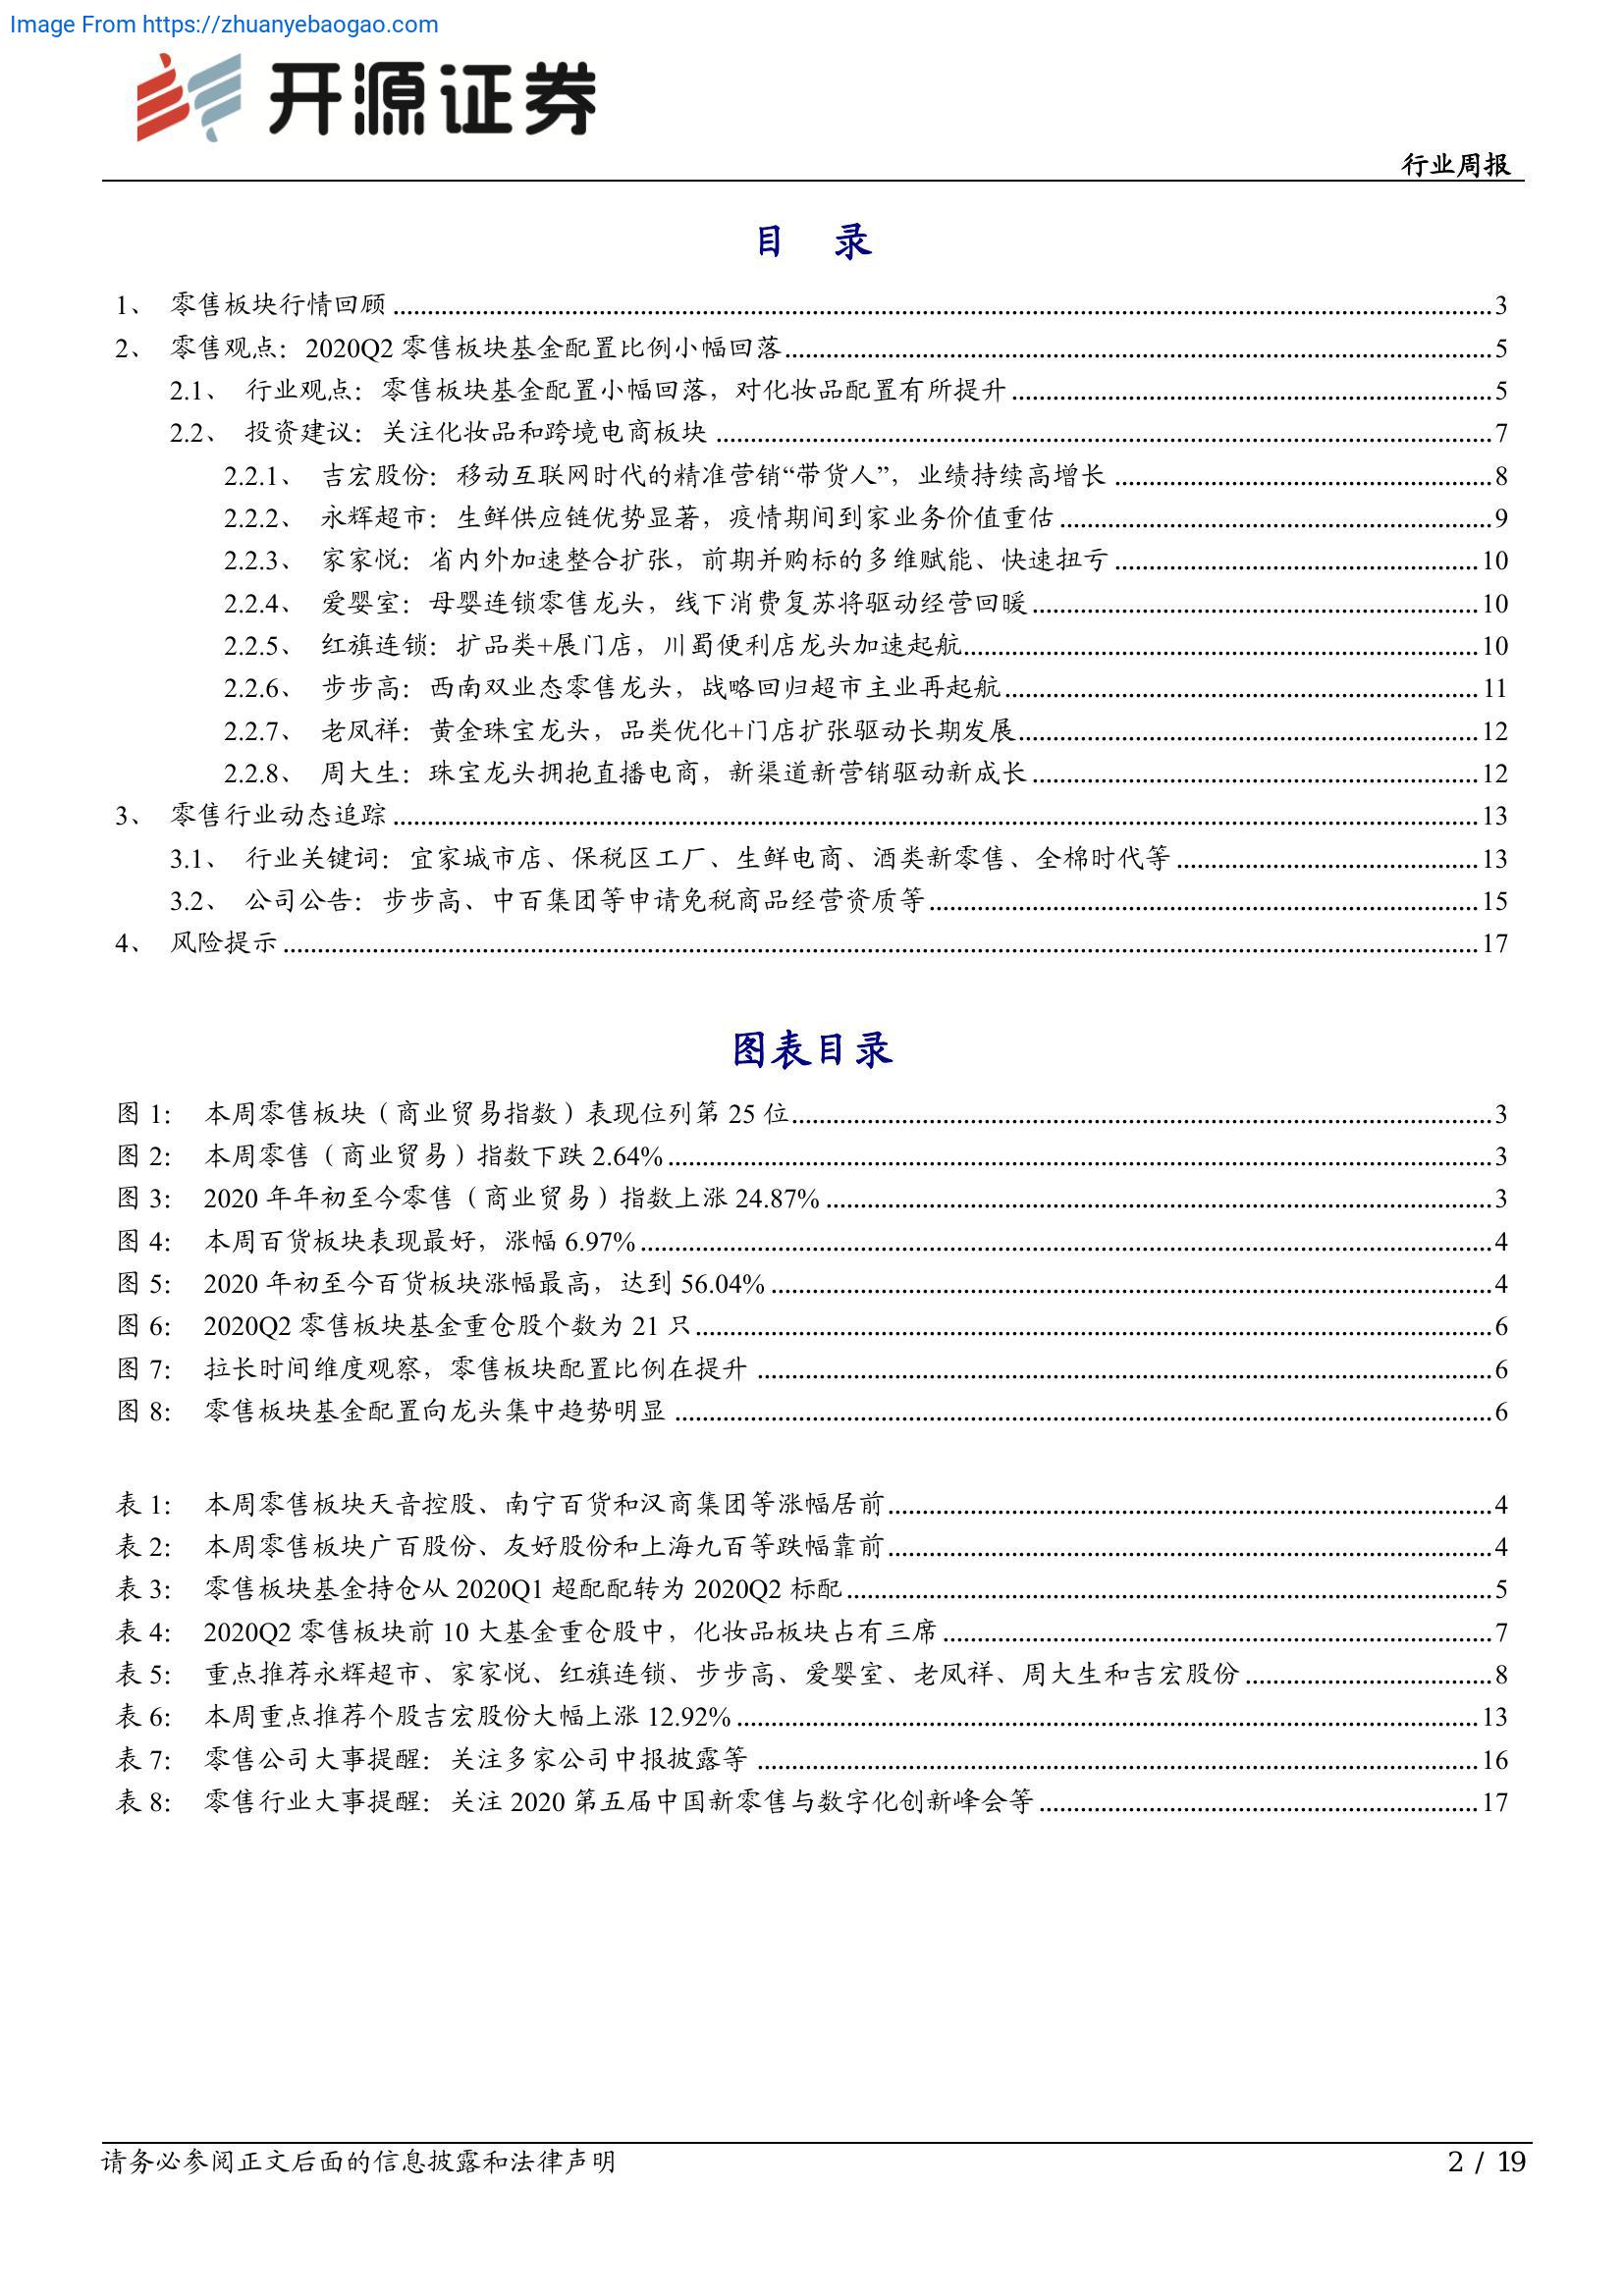 Image From https://zhuanyebaogao.com
开源证券
行业周报
目 录
1、 零售板块行情回顾 ........ 3
2、 零售观点：2020Q2 零售板块基金配置比例小幅回落 ........ 5
2.1、 行业观点：零售板块基金配置小幅回落，对化妆品配置有所提升 ........ 5
2.2、 投资建议：关注化妆品和跨境电商板块 ........ 7
2.2.1、 吉宏股份：移动互联网时代的精准营销“带货人”，业绩持续高增长 ........ 8
2.2.2、 永辉超市：生鲜供应链优势显著，疫情期间到家业务价值重估 ........ 9
2.2.3、 家家悦：省内外加速整合扩张，前期并购标的多维赋能、快速扭亏 ........ 10
2.2.4、 爱婴室：母婴连锁零售龙头，线下消费复苏将驱动经营回暖 ........ 10
2.2.5、 红旗连锁：扩品类+展门店，川蜀便利店龙头加速起航 ........ 10
2.2.6、 步步高：西南双业态零售龙头，战略回归超市主业再起航 ........ 11
2.2.7、 老凤祥：黄金珠宝龙头，品类优化+门店扩张驱动长期发展 ........ 12
2.2.8、 周大生：珠宝龙头拥抱直播电商，新渠道新营销驱动新成长 ........ 12
3、 零售行业动态追踪 ........ 13
3.1、 行业关键词：宜家城市店、保税区工厂、生鲜电商、酒类新零售、全棉时代等 ........ 13
3.2、 公司公告：步步高、中百集团等申请免税商品经营资质等 ........ 15
4、 风险提示 ........ 17
图表目录
图 1： 本周零售板块（商业贸易指数）表现位列第 25 位 ........ 3
图 2： 本周零售（商业贸易）指数下跌 2.64% ........ 3
图 3： 2020 年年初至今零售（商业贸易）指数上涨 24.87% ........ 3
图 4： 本周百货板块表现最好，涨幅 6.97% ........ 4
图 5： 2020 年初至今百货板块涨幅最高，达到 56.04% ........ 4
图 6： 2020Q2 零售板块基金重仓股个数为 21 只 ........ 6
图 7： 拉长时间维度观察，零售板块配置比例在提升 ........ 6
图 8： 零售板块基金配置向龙头集中趋势明显 ........ 6
表 1： 本周零售板块天音控股、南宁百货和汉商集团等涨幅居前 ........ 4
表 2： 本周零售板块广百股份、友好股份和上海九百等跌幅靠前 ........ 4
表 3： 零售板块基金持仓从 2020Q1 超配配转为 2020Q2 标配 ........ 5
表 4： 2020Q2 零售板块前 10 大基金重仓股中，化妆品板块占有三席 ........ 7
表 5： 重点推荐永辉超市、家家悦、红旗连锁、步步高、爱婴室、老凤祥、周大生和吉宏股份 ........ 8
表 6： 本周重点推荐个股吉宏股份大幅上涨 12.92% ........ 13
表 7： 零售公司大事提醒：关注多家公司中报披露等 ........ 16
表 8： 零售行业大事提醒：关注 2020 第五届中国新零售与数字化创新峰会等 ........ 17
请务必参阅正文后面的信息披露和法律声明
2 / 19